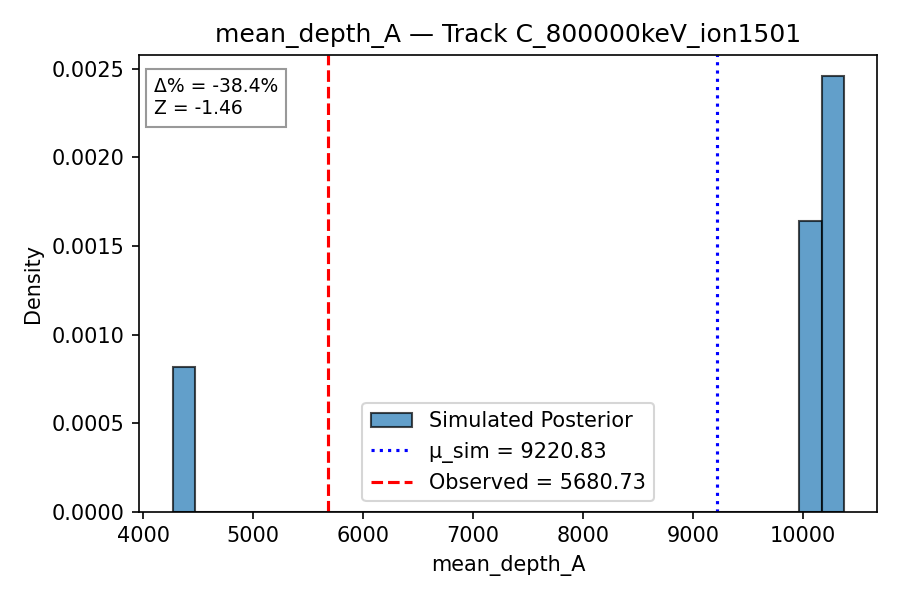 mean_depth_A — Track C_800000keV_ion1501
Δ% = -38.4%
Z = -1.46
Density
0.0025
0.0020
0.0015
0.0010
0.0005
0.0000
Simulated Posterior
μ_sim = 9220.83
Observed = 5680.73
4000 5000 6000 7000 8000 9000 10000
mean_depth_A